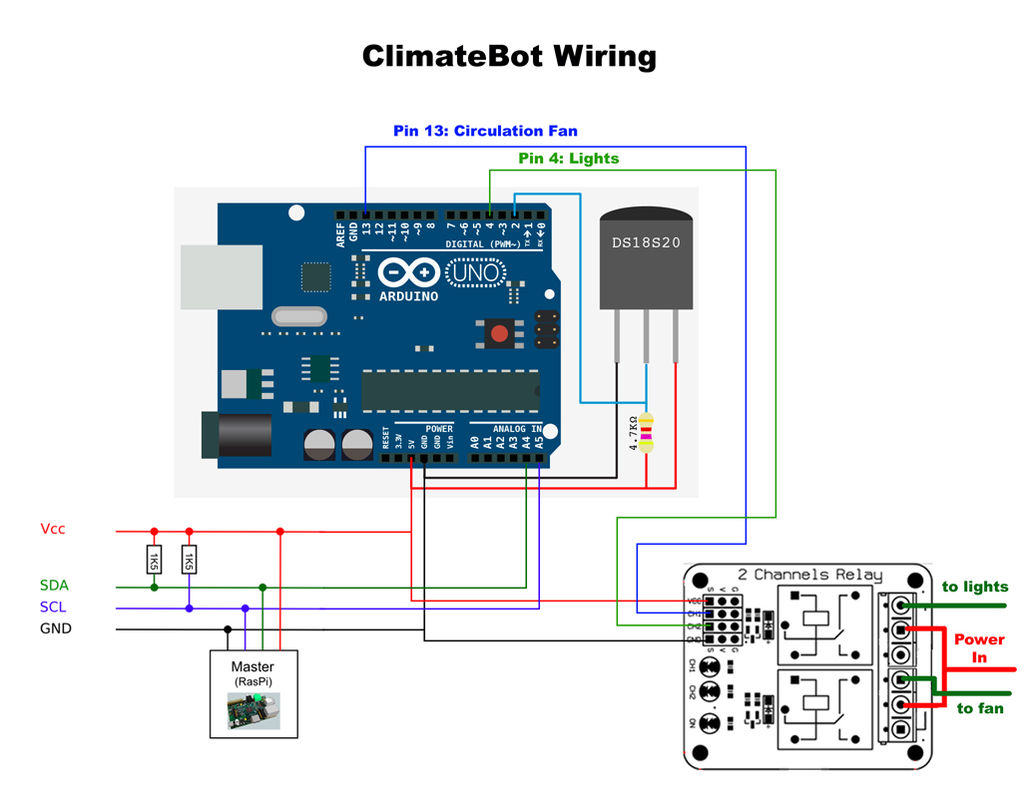 ClimateBot Wiring
Pin 13: Circulation Fan
Pin 4: Lights
AREF
GND
13
12
~11
~10
~9
8
7
~6
~5
4
~3
2
TX→1
RX←0
DIGITAL (PWM~)
UNO
ARDUINO
DS18S20
4.7KΩ
POWER
ANALOG IN
RESET
3.3V
5V
GND
GND
Vin
A0
A1
A2
A3
A4
A5
Vcc
1K5
1K5
SDA
SCL
GND
Master
(RasPi)
2 Channels Relay
S V G
VCC
CH1
CH2
GND
S V G
CH1
CH2
ON
to lights
Power
In
to fan